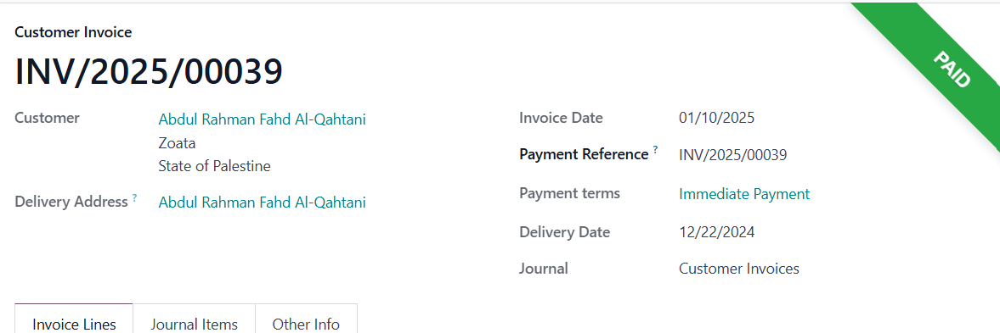 Customer Invoice
INV/2025/00039
PAID
Customer
Abdul Rahman Fahd Al-Qahtani
Zoata
State of Palestine
Delivery Address ?
Abdul Rahman Fahd Al-Qahtani
Invoice Date 01/10/2025
Payment Reference ? INV/2025/00039
Payment terms Immediate Payment
Delivery Date 12/22/2024
Journal Customer Invoices
Invoice Lines Journal Items Other Info